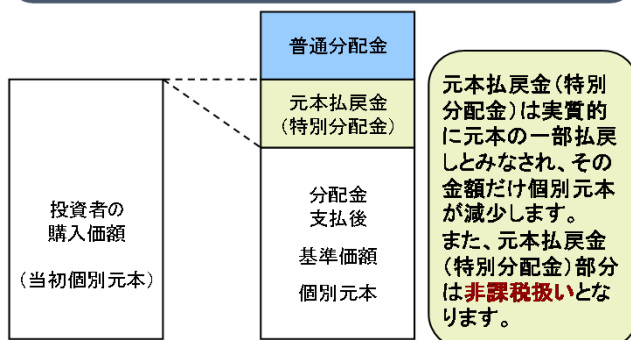 普通分配金
元本払戻金
(特別分配金)
投資者の
購入価額
(当初個別元本)
分配金
支払後
基準価額
個別元本
元本払戻金(特別
分配金)は実質的
に元本の一部払戻
しとみなされ、その
金額だけ個別元本
が減少します。
また、元本払戻金
(特別分配金)部分
は非課税扱いとな
ります。